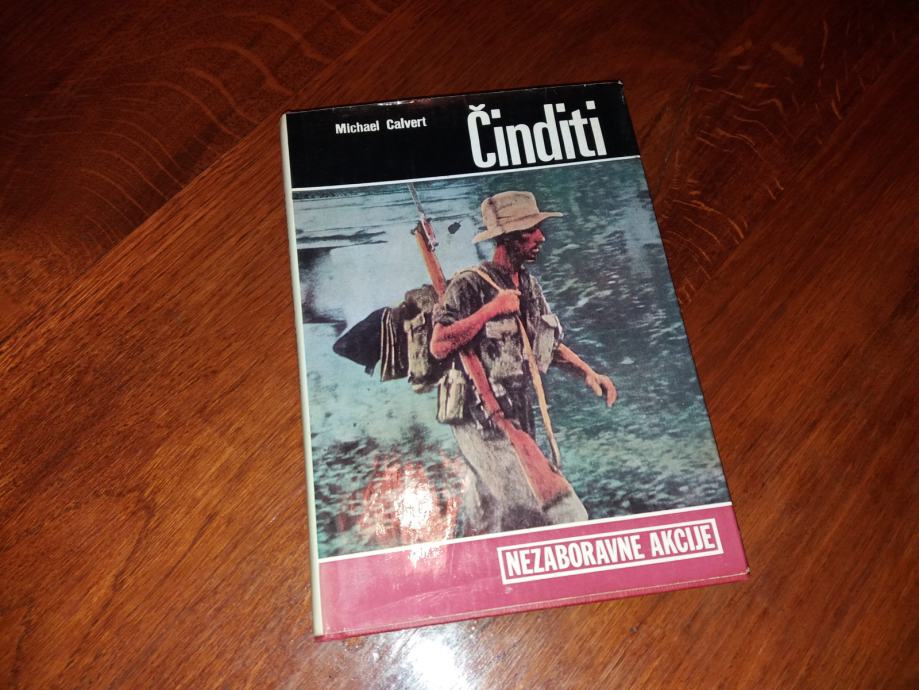 Michael Calvert
Činditi
NEZABORAVNE AKCIJE